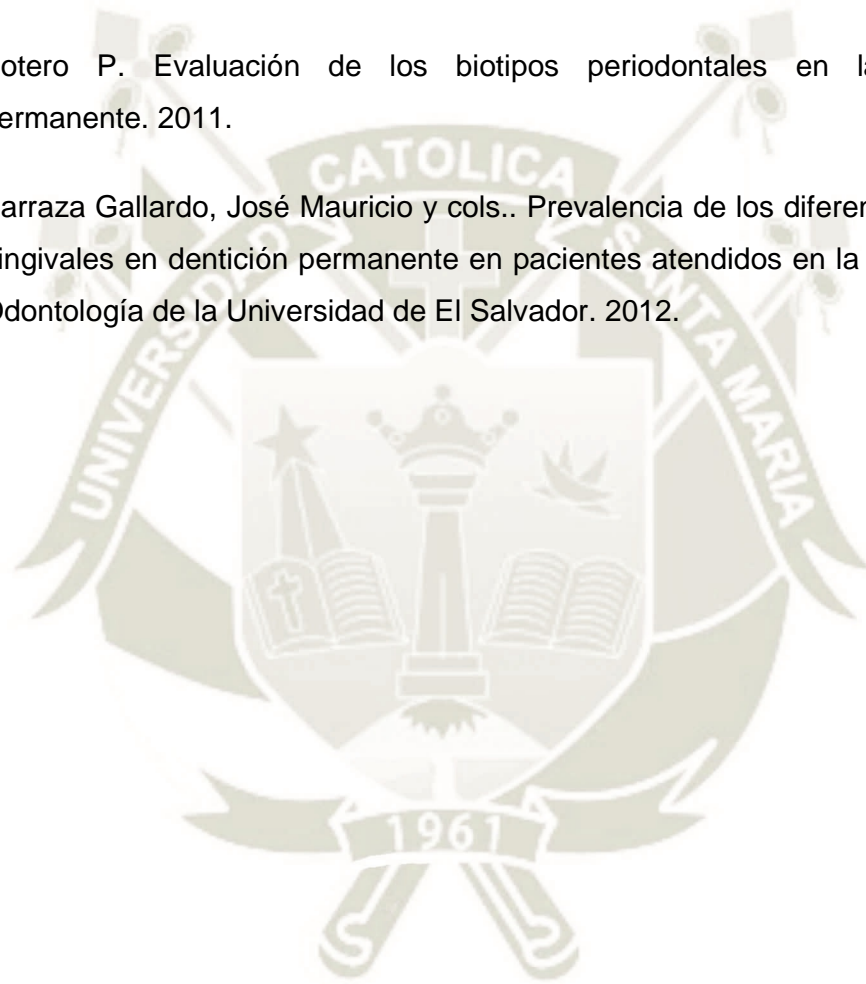 otero P. Evaluación de los biotipos periodontales en
ermanente. 2011.
arraza Gallardo, José Mauricio y cols.. Prevalencia de los diferen
ingivales en dentición permanente en pacientes atendidos en la
dontología de la Universidad de El Salvador. 2012.
UNIVERSIDAD CATOLICA SANTA MARIA
1961